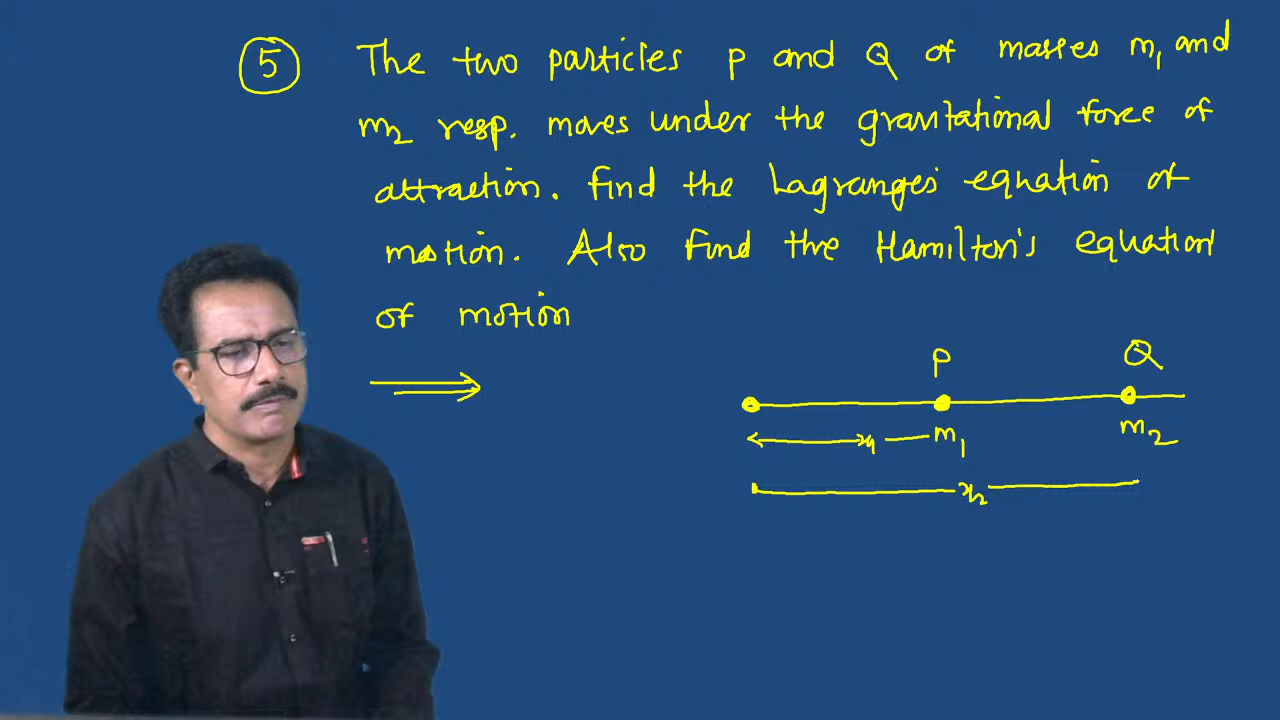 5 The two particles P and Q of masses m₁ and
m₂ resp. moves under the gravitational force of
attraction. Find the Lagranges equation of
motion. Also Find the Hamilton's equation
of motion
P Q
m₁ m₂
x₁
x₂